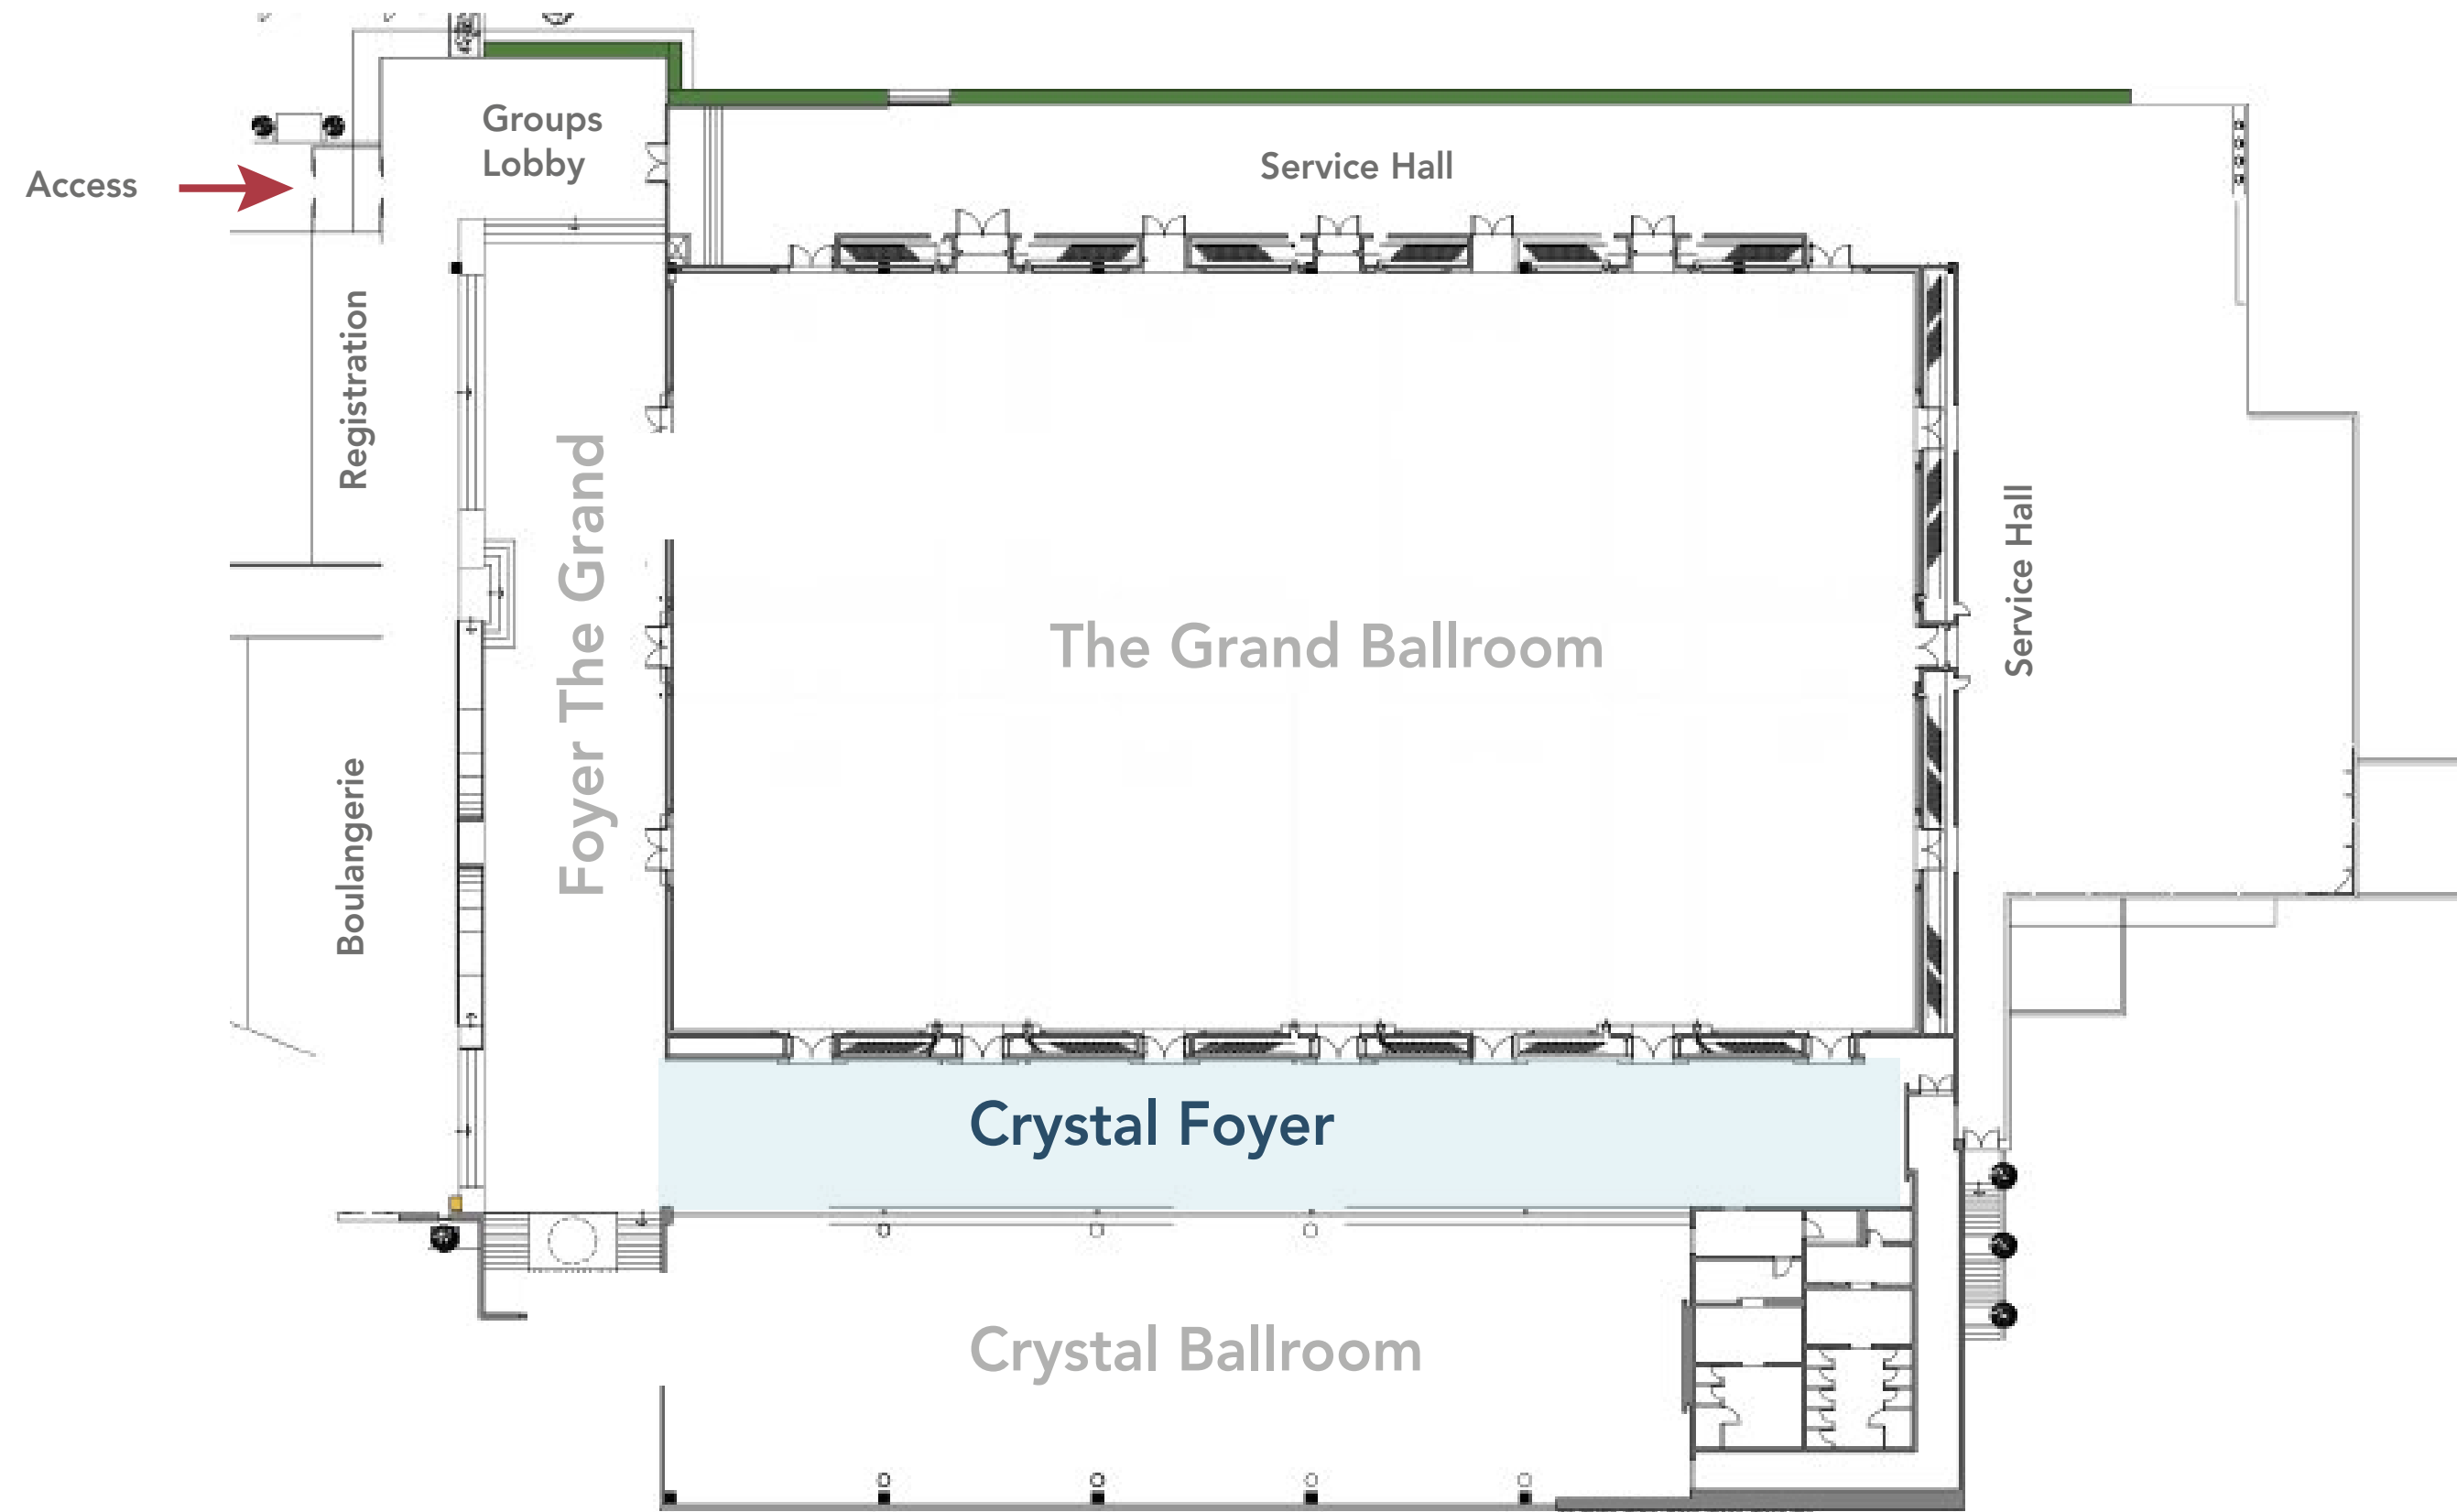 Groups
Lobby
Access
Service Hall
Registration
Foyer The Grand
The Grand Ballroom
Service Hall
Boulangerie
Crystal Foyer
Crystal Ballroom